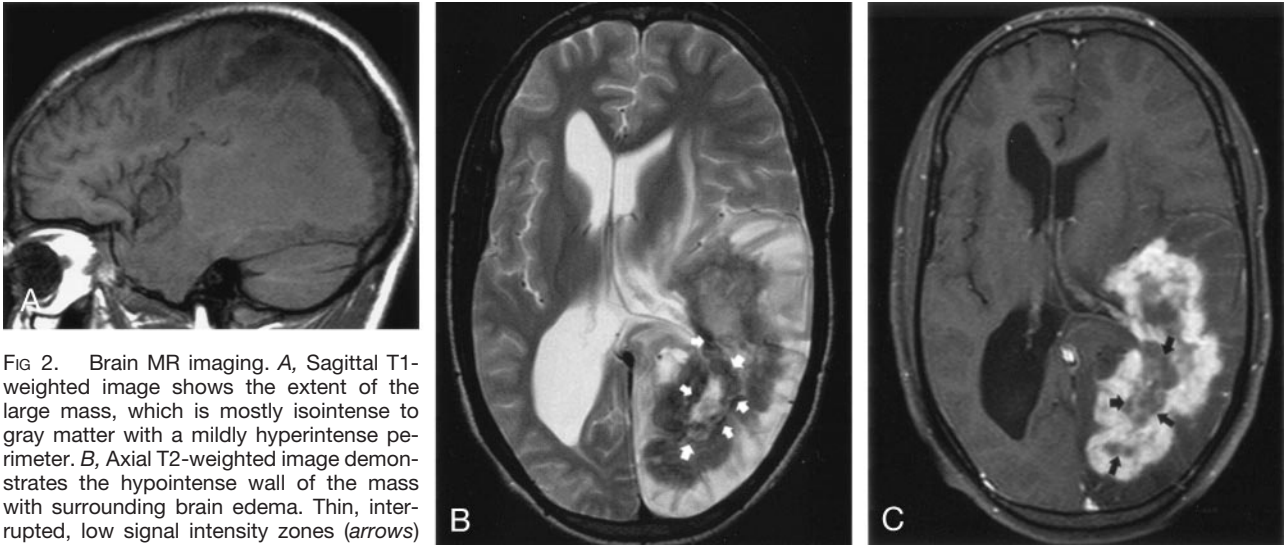 A
FIG 2. Brain MR imaging. A, Sagittal T1-
weighted image shows the extent of the
large mass, which is mostly isointense to
gray matter with a mildly hyperintense pe-
rimeter. B, Axial T2-weighted image demon-
strates the hypointense wall of the mass
with surrounding brain edema. Thin, inter-
rupted, low signal intensity zones (arrows)
B
C